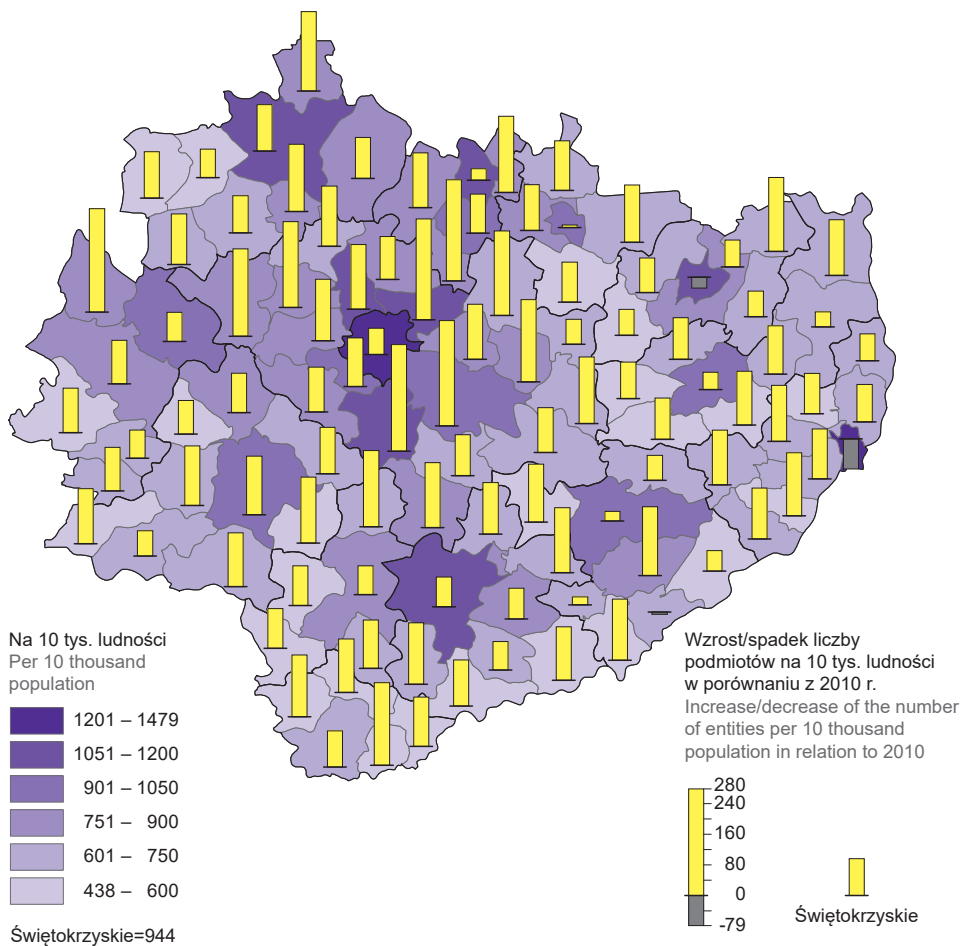 Na 10 tys. ludności
Per 10 thousand
population
1201 – 1479
1051 – 1200
901 – 1050
751 – 900
601 – 750
438 – 600
Świętokrzyskie=944
Wzrost/spadek liczby
podmiotów na 10 tys. ludności
w porównaniu z 2010 r.
Increase/decrease of the number
of entities per 10 thousand
population in relation to 2010
280
240
160
80
0
-79
Świętokrzyskie